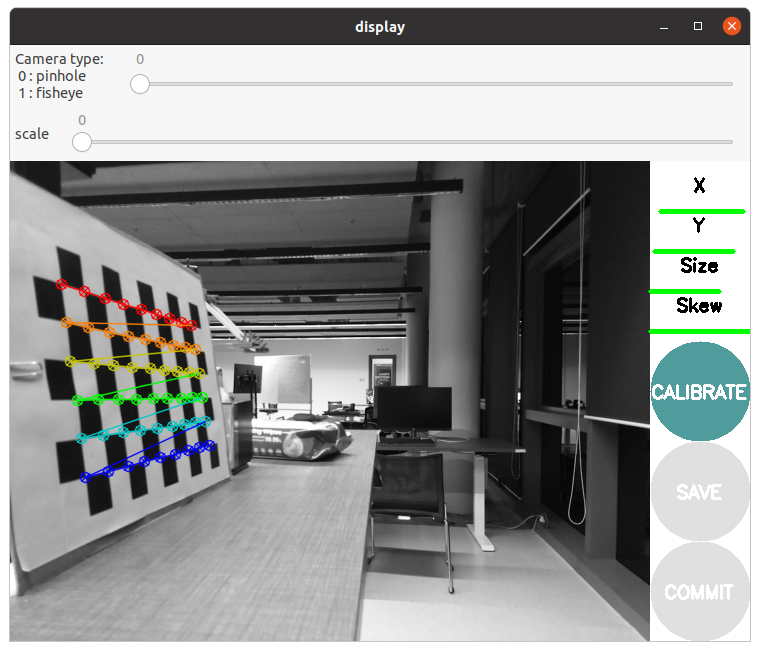 display
Camera type:
0 : pinhole
1 : fisheye
0
scale
0
X
Y
Size
Skew
CALIBRATE
SAVE
COMMIT